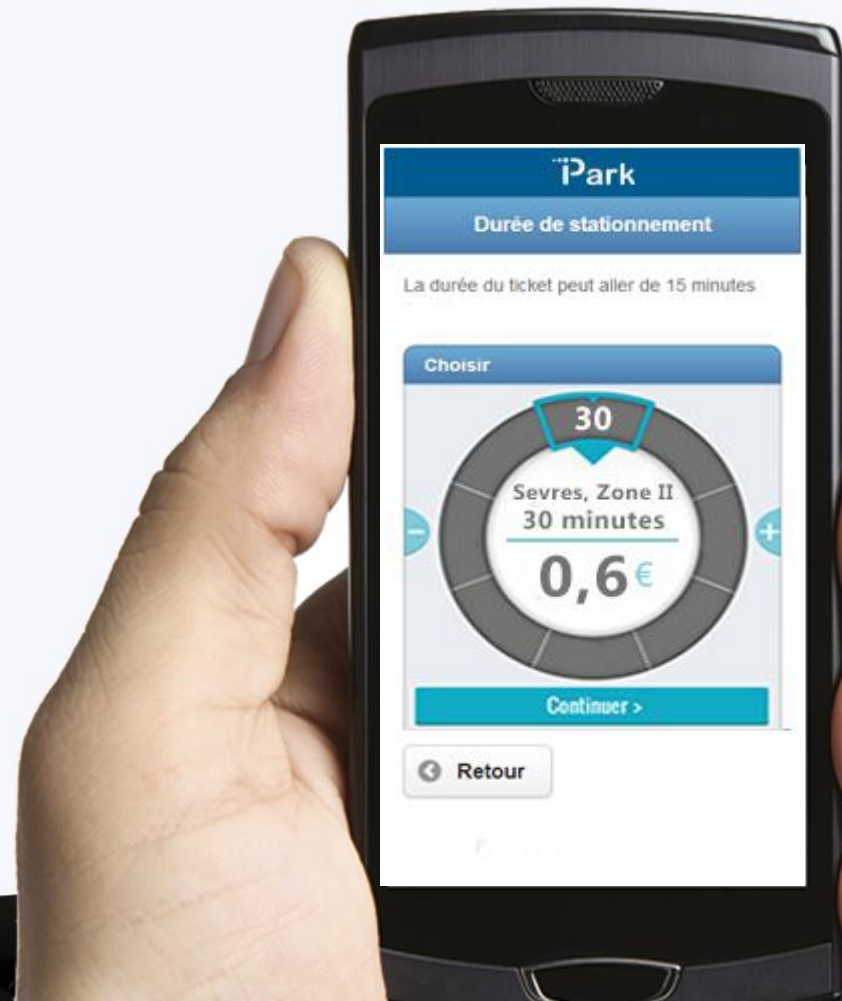 iPark
Durée de stationnement
La durée du ticket peut aller de 15 minutes
Choisir
30
Sevres, Zone II
30 minutes
0,6 €
-
+
Continuer >
Retour